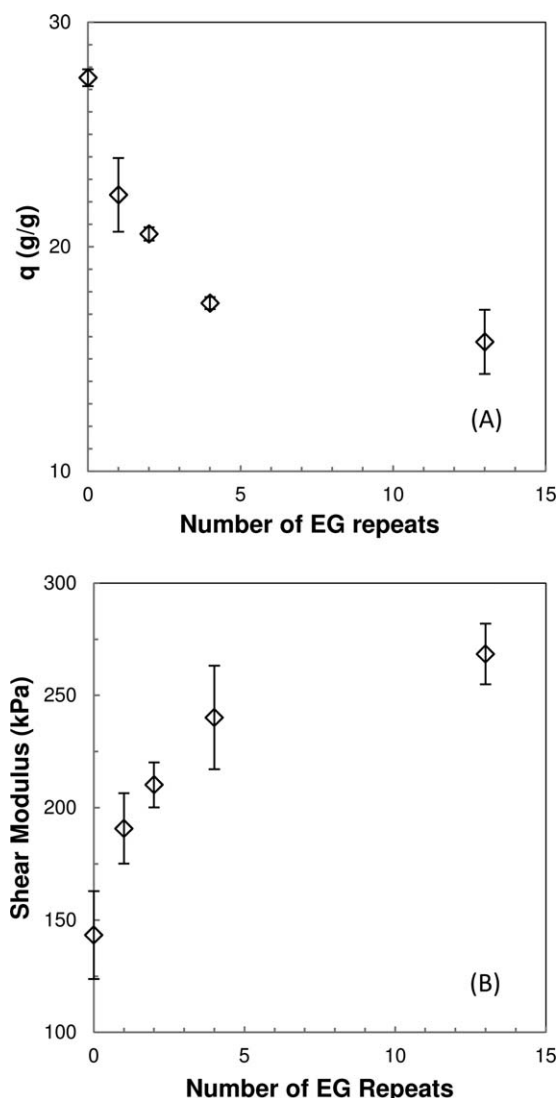 30
20
10
q (g/g)
(A)
0 5 10 15
Number of EG repeats
300
250
200
150
100
Shear Modulus (kPa)
(B)
0 5 10 15
Number of EG Repeats